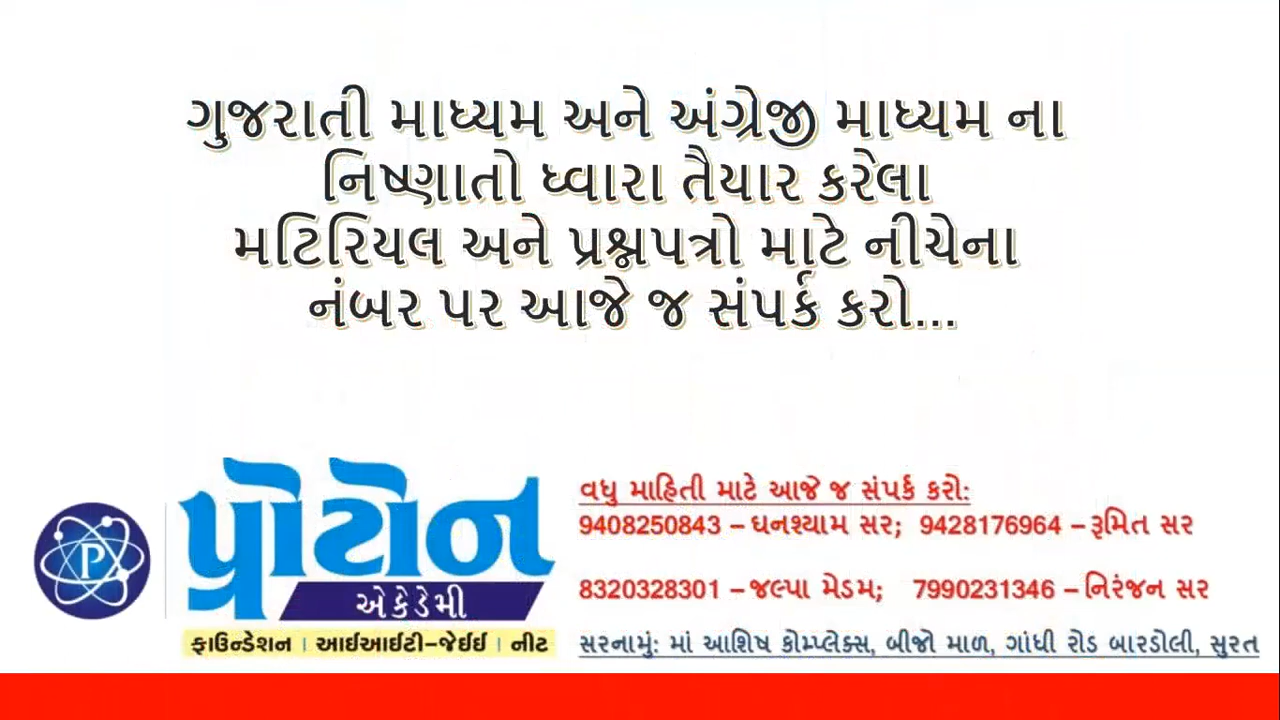 ગુજરાતી માધ્યમ અને અંગ્રેજી માધ્યમ ના
નિષ્ણાતો ધ્વારા તૈયાર કરેલા
મટિરિયલ અને પ્રશ્નપત્રો માટે નીચેના
નંબર પર આજે જ સંપર્ક કરો...
P
પ્રોટોન
એકેડેમી
ફાઉન્ડેશન | આઈઆઈટી-જેઈઈ | નીટ
વધુ માહિતી માટે આજે જ સંપર્ક કરો:
9408250843 – ઘનશ્યામ સર; 9428176964 – રૂમિત સર
8320328301 – જલ્પા મેડમ; 7990231346 – નિરંજન સર
સરનામું: માં આશિષ કોમ્પ્લેક્સ, બીજો માળ, ગાંધી રોડ બારડોલી, સુરત